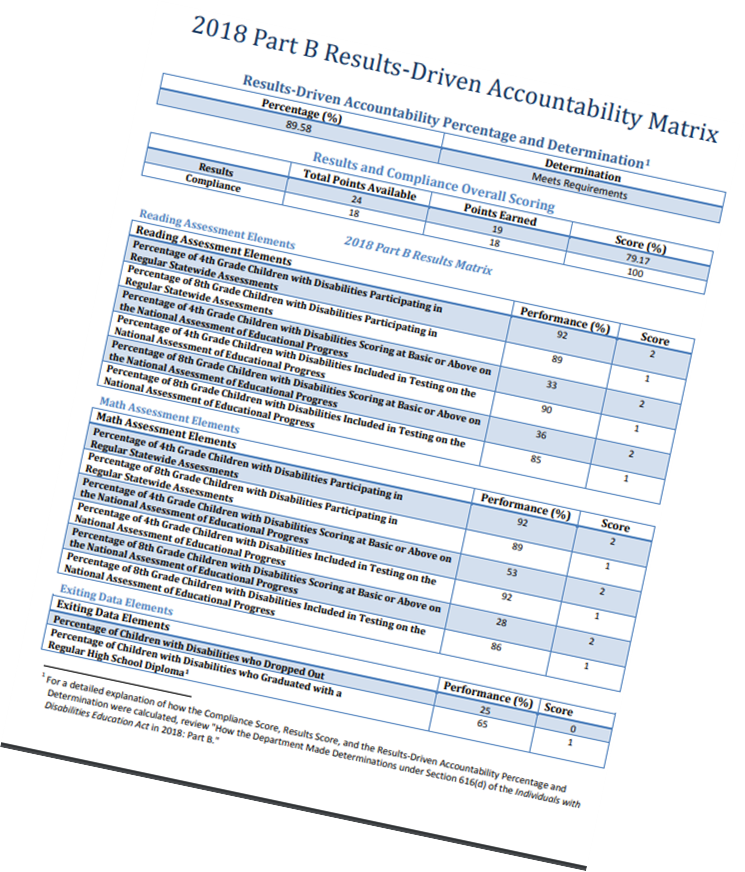 2018 Part B Results-Driven Accountability Matrix
Results-Driven Accountability Percentage and Determination¹
Percentage (%) Determination
89.58 Meets Requirements
Results and Compliance Overall Scoring
Total Points Available Points Earned Score (%)
Results 24 19 79.17
Compliance 18 18 100
2018 Part B Results Matrix
Reading Assessment Elements
Reading Assessment Elements Performance (%) Score
Percentage of 4th Grade Children with Disabilities Participating in
Regular Statewide Assessments 92 2
Percentage of 8th Grade Children with Disabilities Participating in
Regular Statewide Assessments 89 1
Percentage of 4th Grade Children with Disabilities Scoring at Basic or Above on
the National Assessment of Educational Progress 33 2
Percentage of 4th Grade Children with Disabilities Included in Testing on the
National Assessment of Educational Progress 90 1
Percentage of 8th Grade Children with Disabilities Scoring at Basic or Above on
the National Assessment of Educational Progress 36 2
Percentage of 8th Grade Children with Disabilities Included in Testing on the
National Assessment of Educational Progress 85 1
Math Assessment Elements
Math Assessment Elements Performance (%) Score
Percentage of 4th Grade Children with Disabilities Participating in
Regular Statewide Assessments 92 2
Percentage of 8th Grade Children with Disabilities Participating in
Regular Statewide Assessments 89 1
Percentage of 4th Grade Children with Disabilities Scoring at Basic or Above on
the National Assessment of Educational Progress 53 2
Percentage of 4th Grade Children with Disabilities Included in Testing on the
National Assessment of Educational Progress 92 1
Percentage of 8th Grade Children with Disabilities Scoring at Basic or Above on
the National Assessment of Educational Progress 28 2
Percentage of 8th Grade Children with Disabilities Included in Testing on the
National Assessment of Educational Progress 86 1
Exiting Data Elements
Exiting Data Elements Performance (%) Score
Percentage of Children with Disabilities who Dropped Out 25 0
Percentage of Children with Disabilities who Graduated with a
Regular High School Diploma¹ 65 1
¹ For a detailed explanation of how the Compliance Score, Results Score, and the Results-Driven Accountability Percentage and
Determination were calculated, review "How the Department Made Determinations under Section 616(d) of the Individuals with
Disabilities Education Act in 2018: Part B."